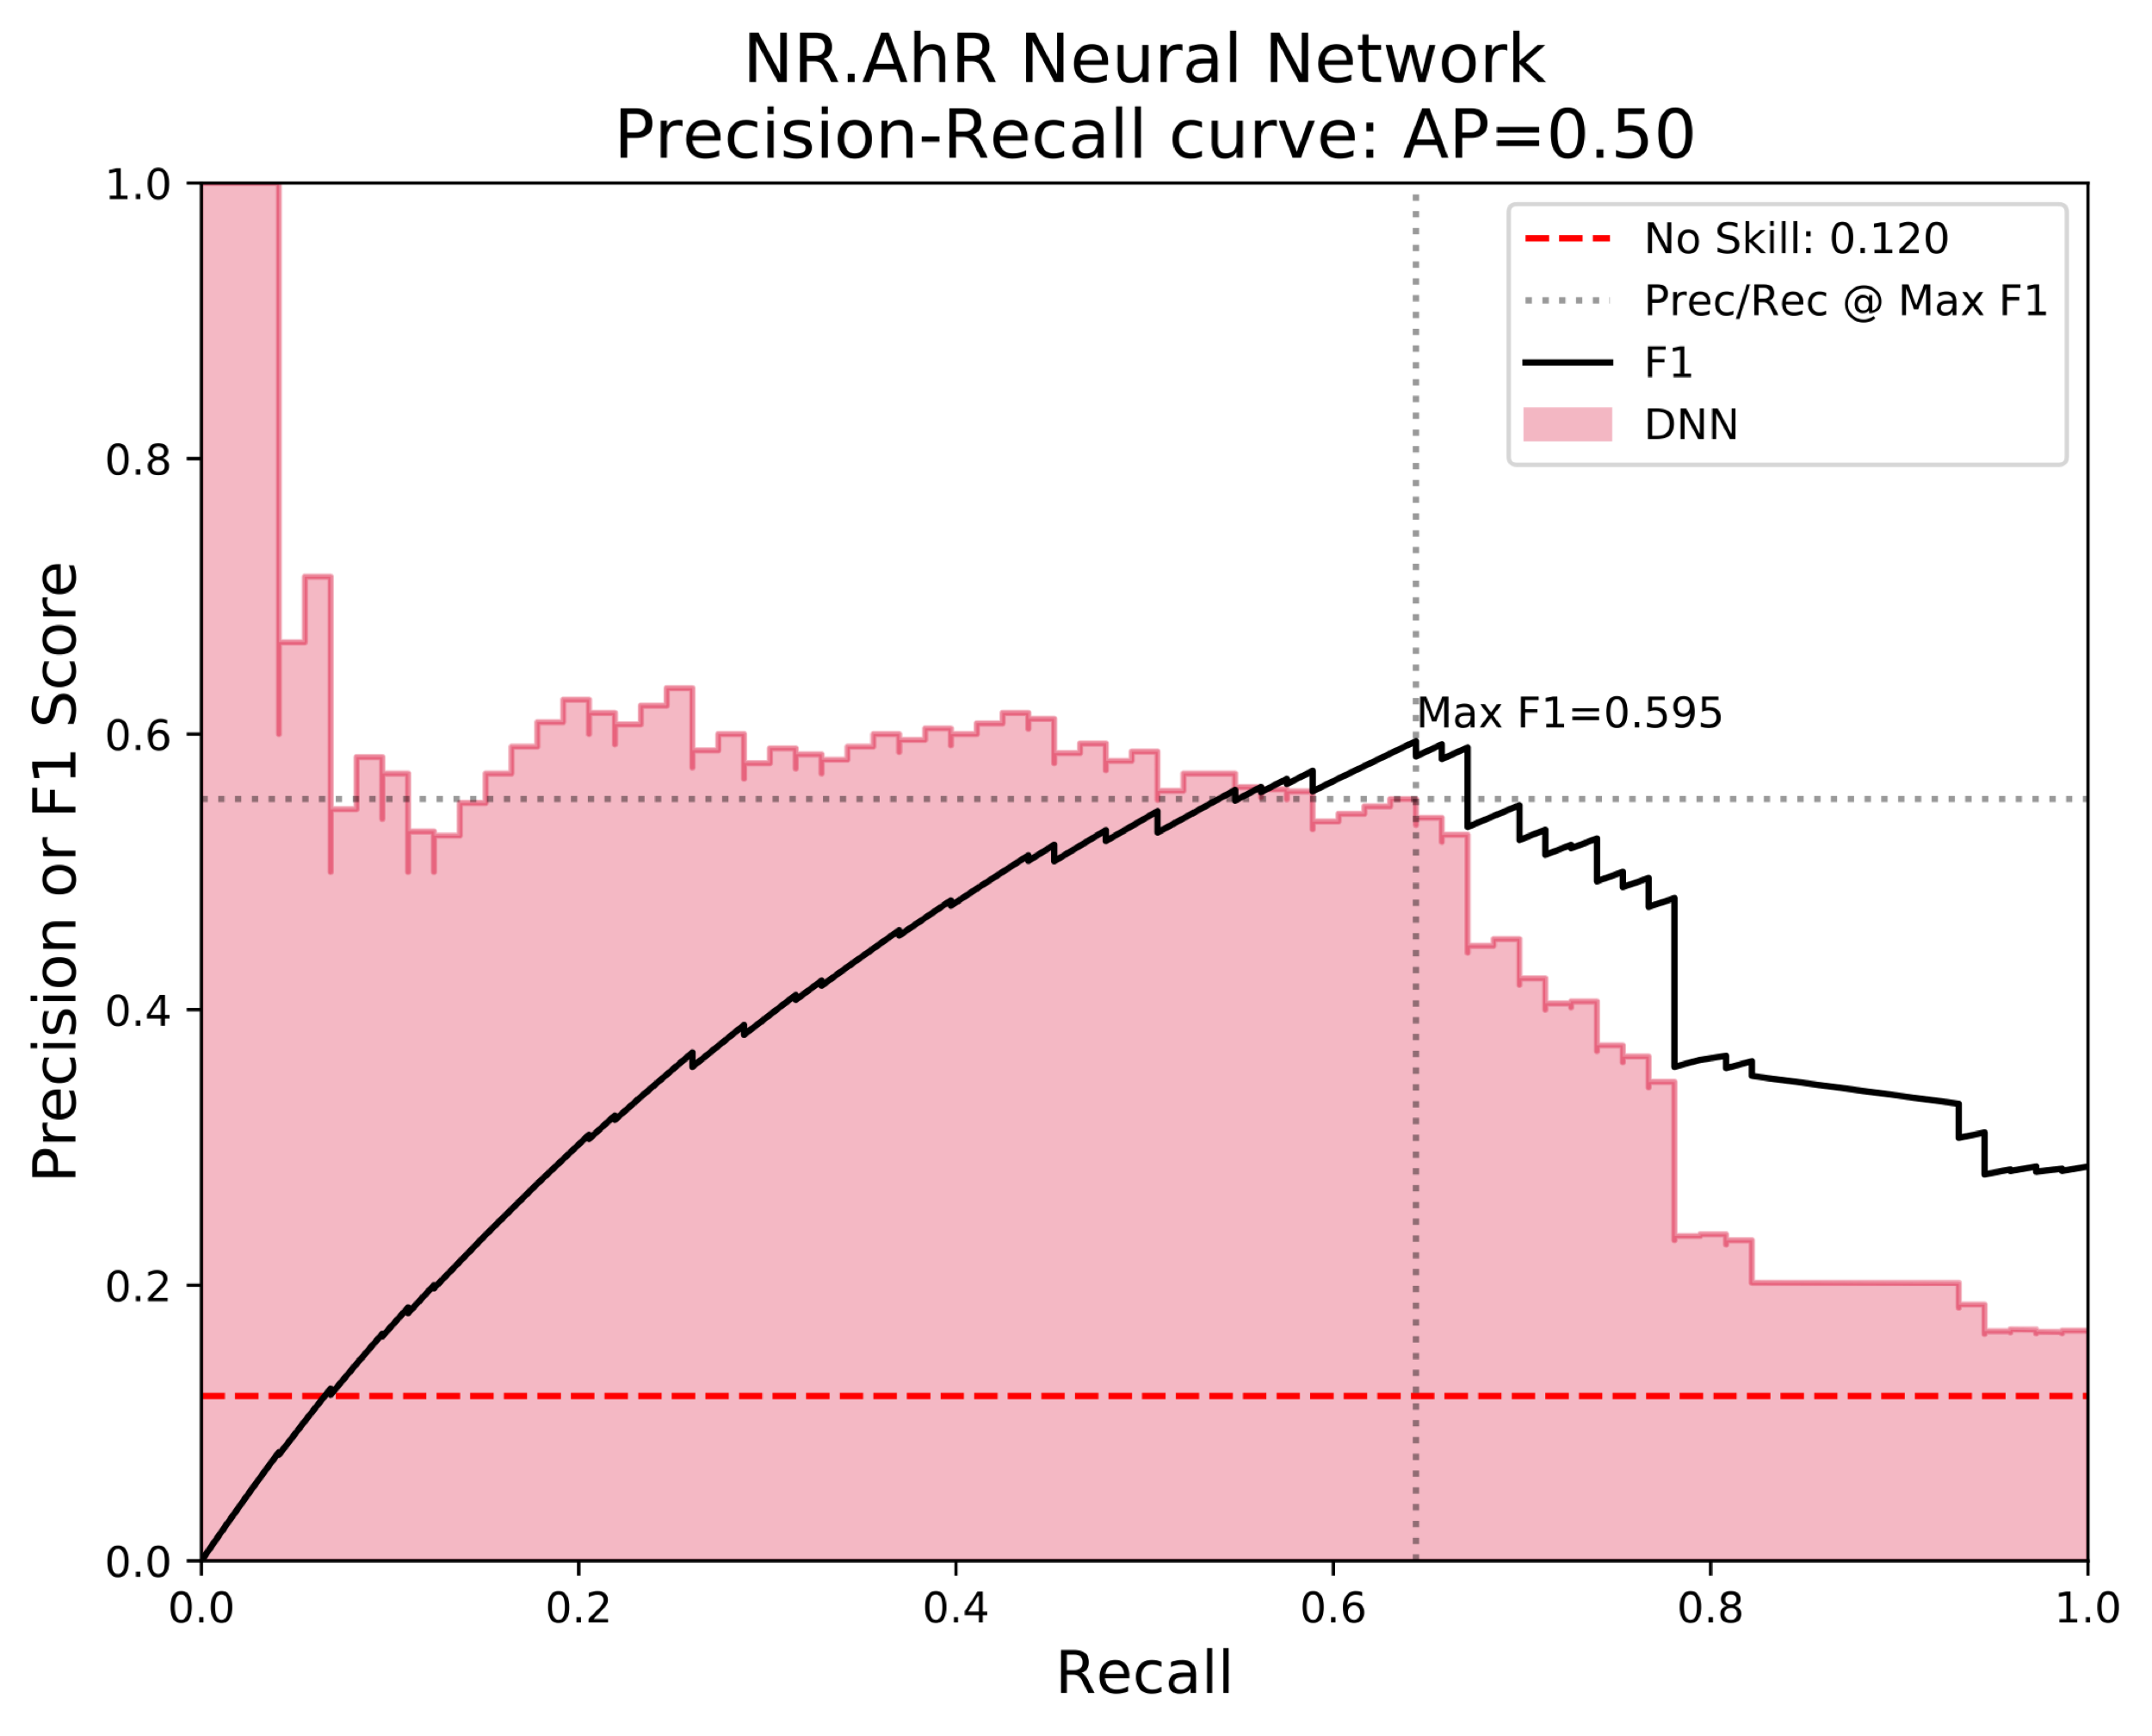 NR.AhR Neural Network
Precision-Recall curve: AP=0.50
Precision or F1 Score
1.0
0.8
0.6
0.4
0.2
0.0
No Skill: 0.120
Prec/Rec @ Max F1
F1
DNN
Max F1=0.595
0.0 0.2 0.4 0.6 0.8 1.0
Recall